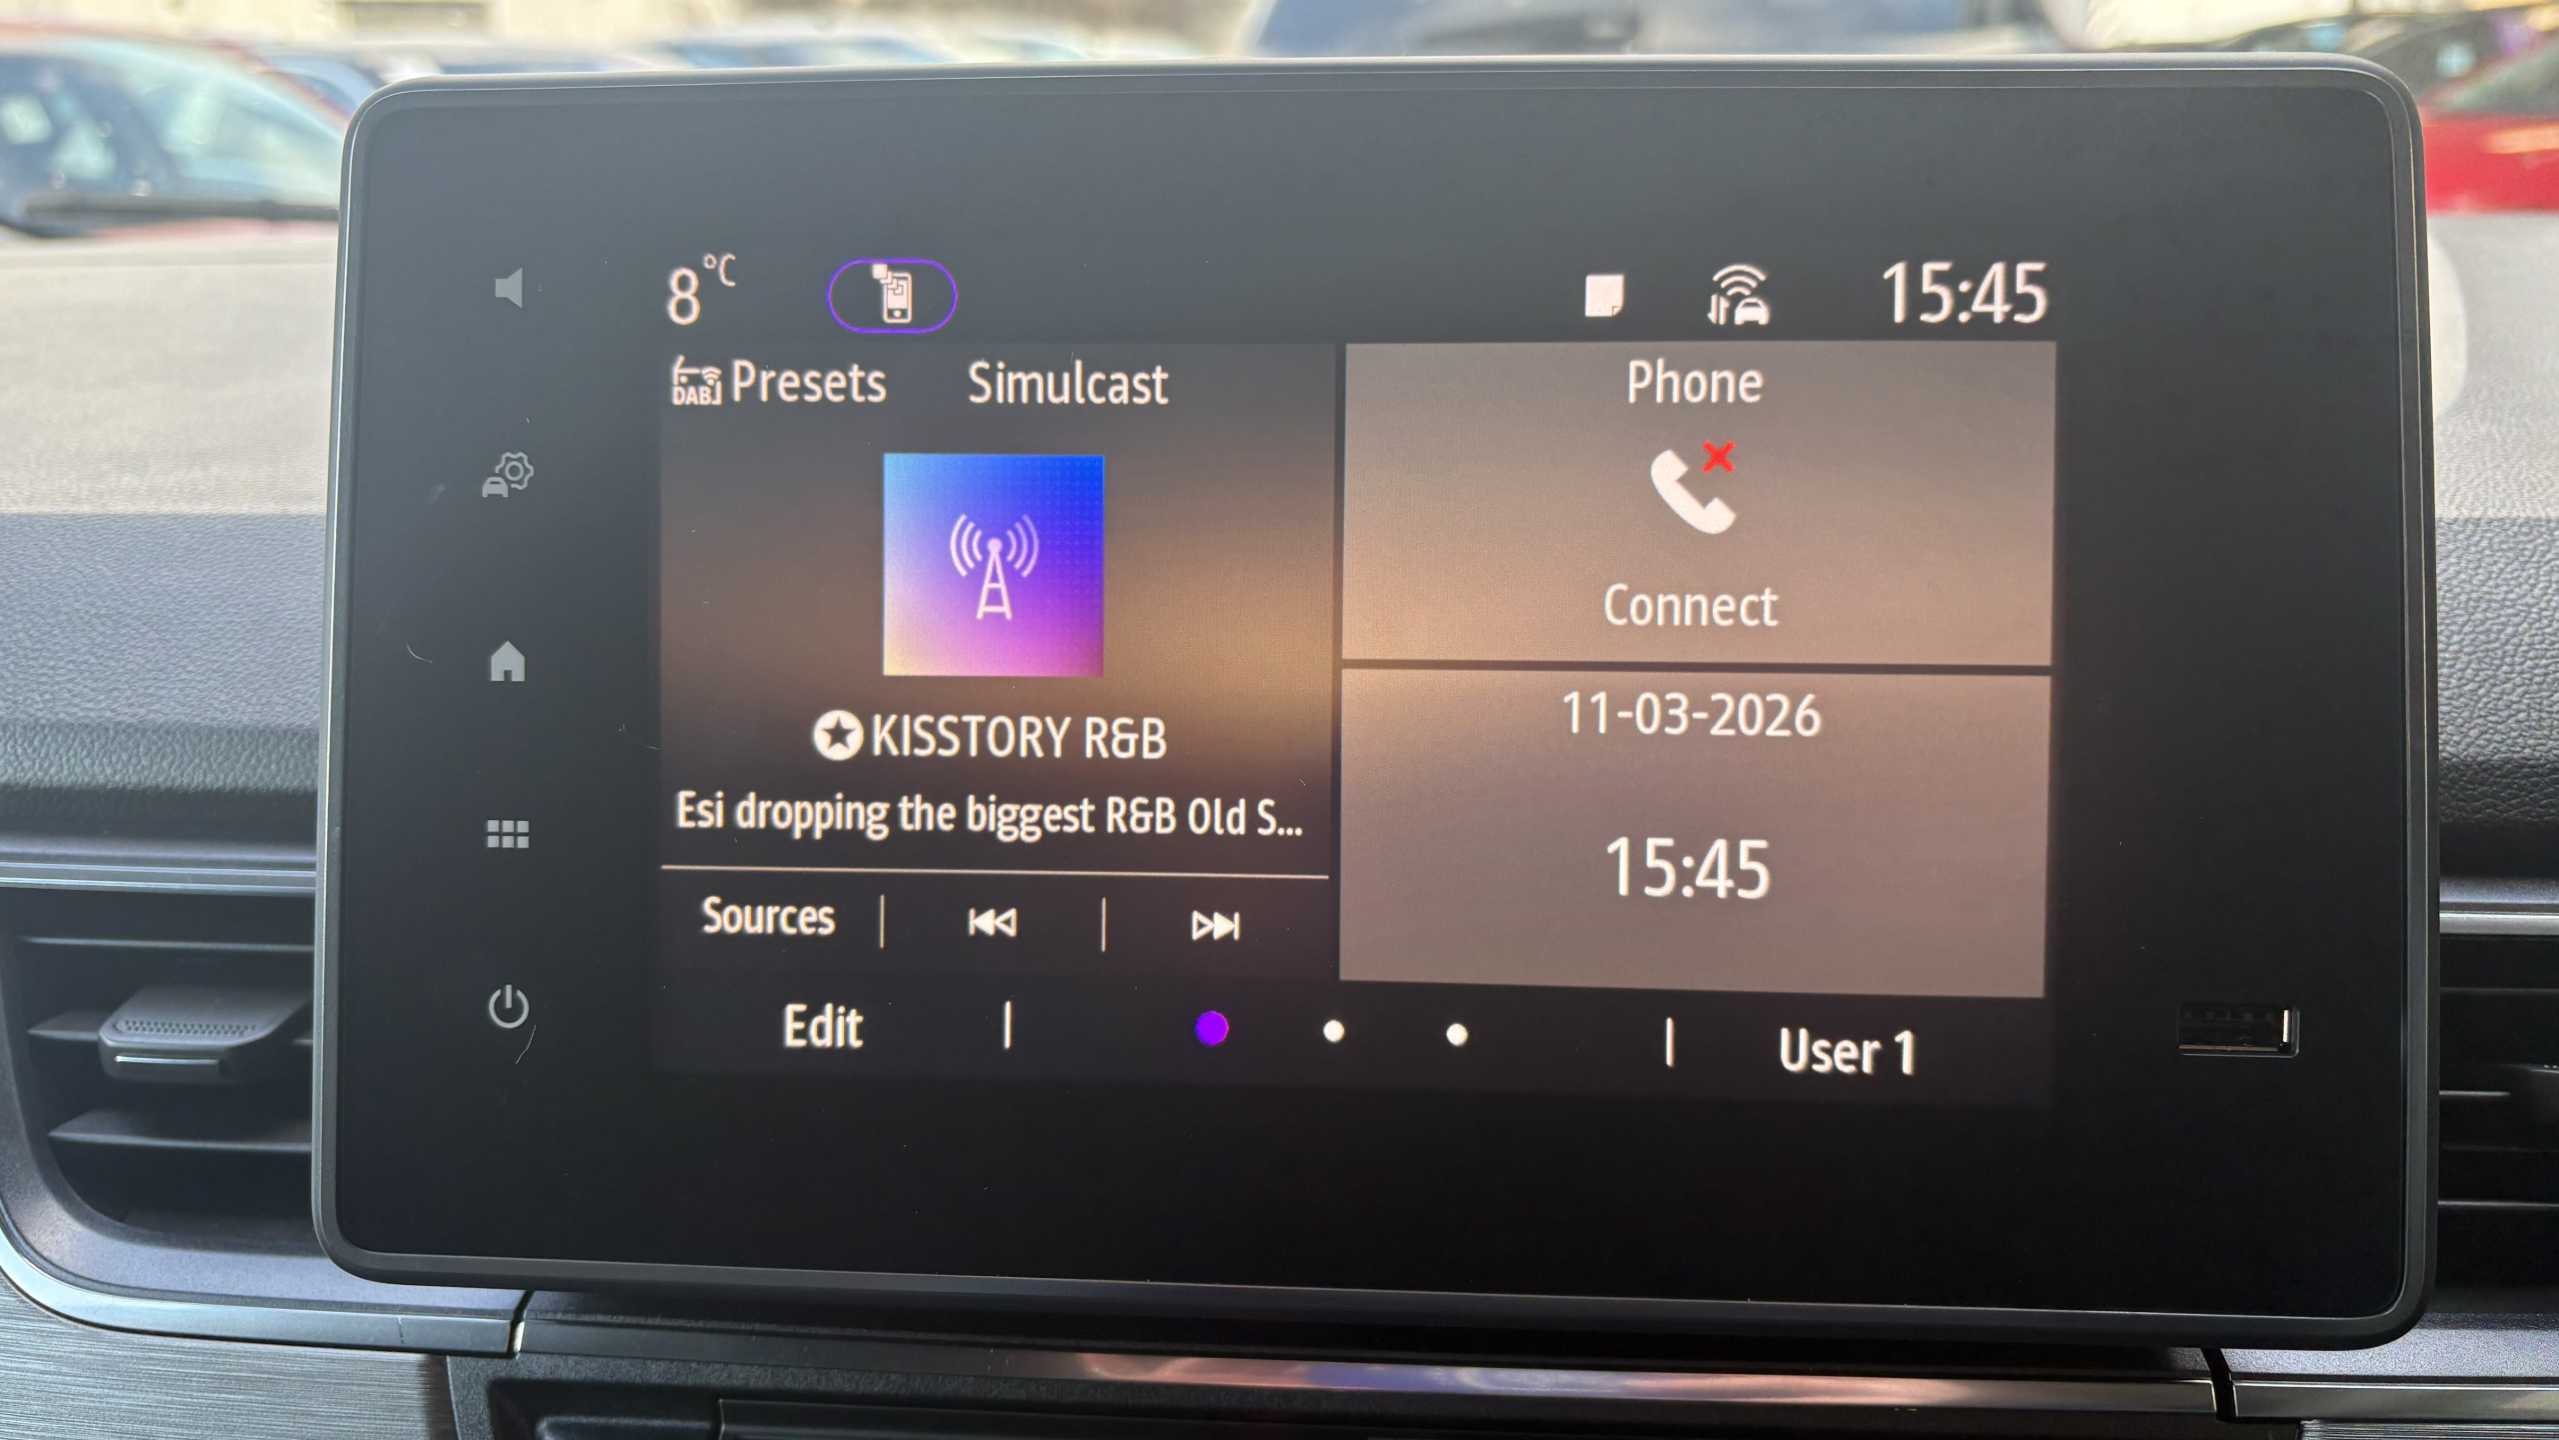 8°C
15:45
DAB Presets
Simulcast
KISSTORY R&B
Esi dropping the biggest R&B Old S...
Sources
Phone
Connect
11-03-2026
15:45
Edit
User 1